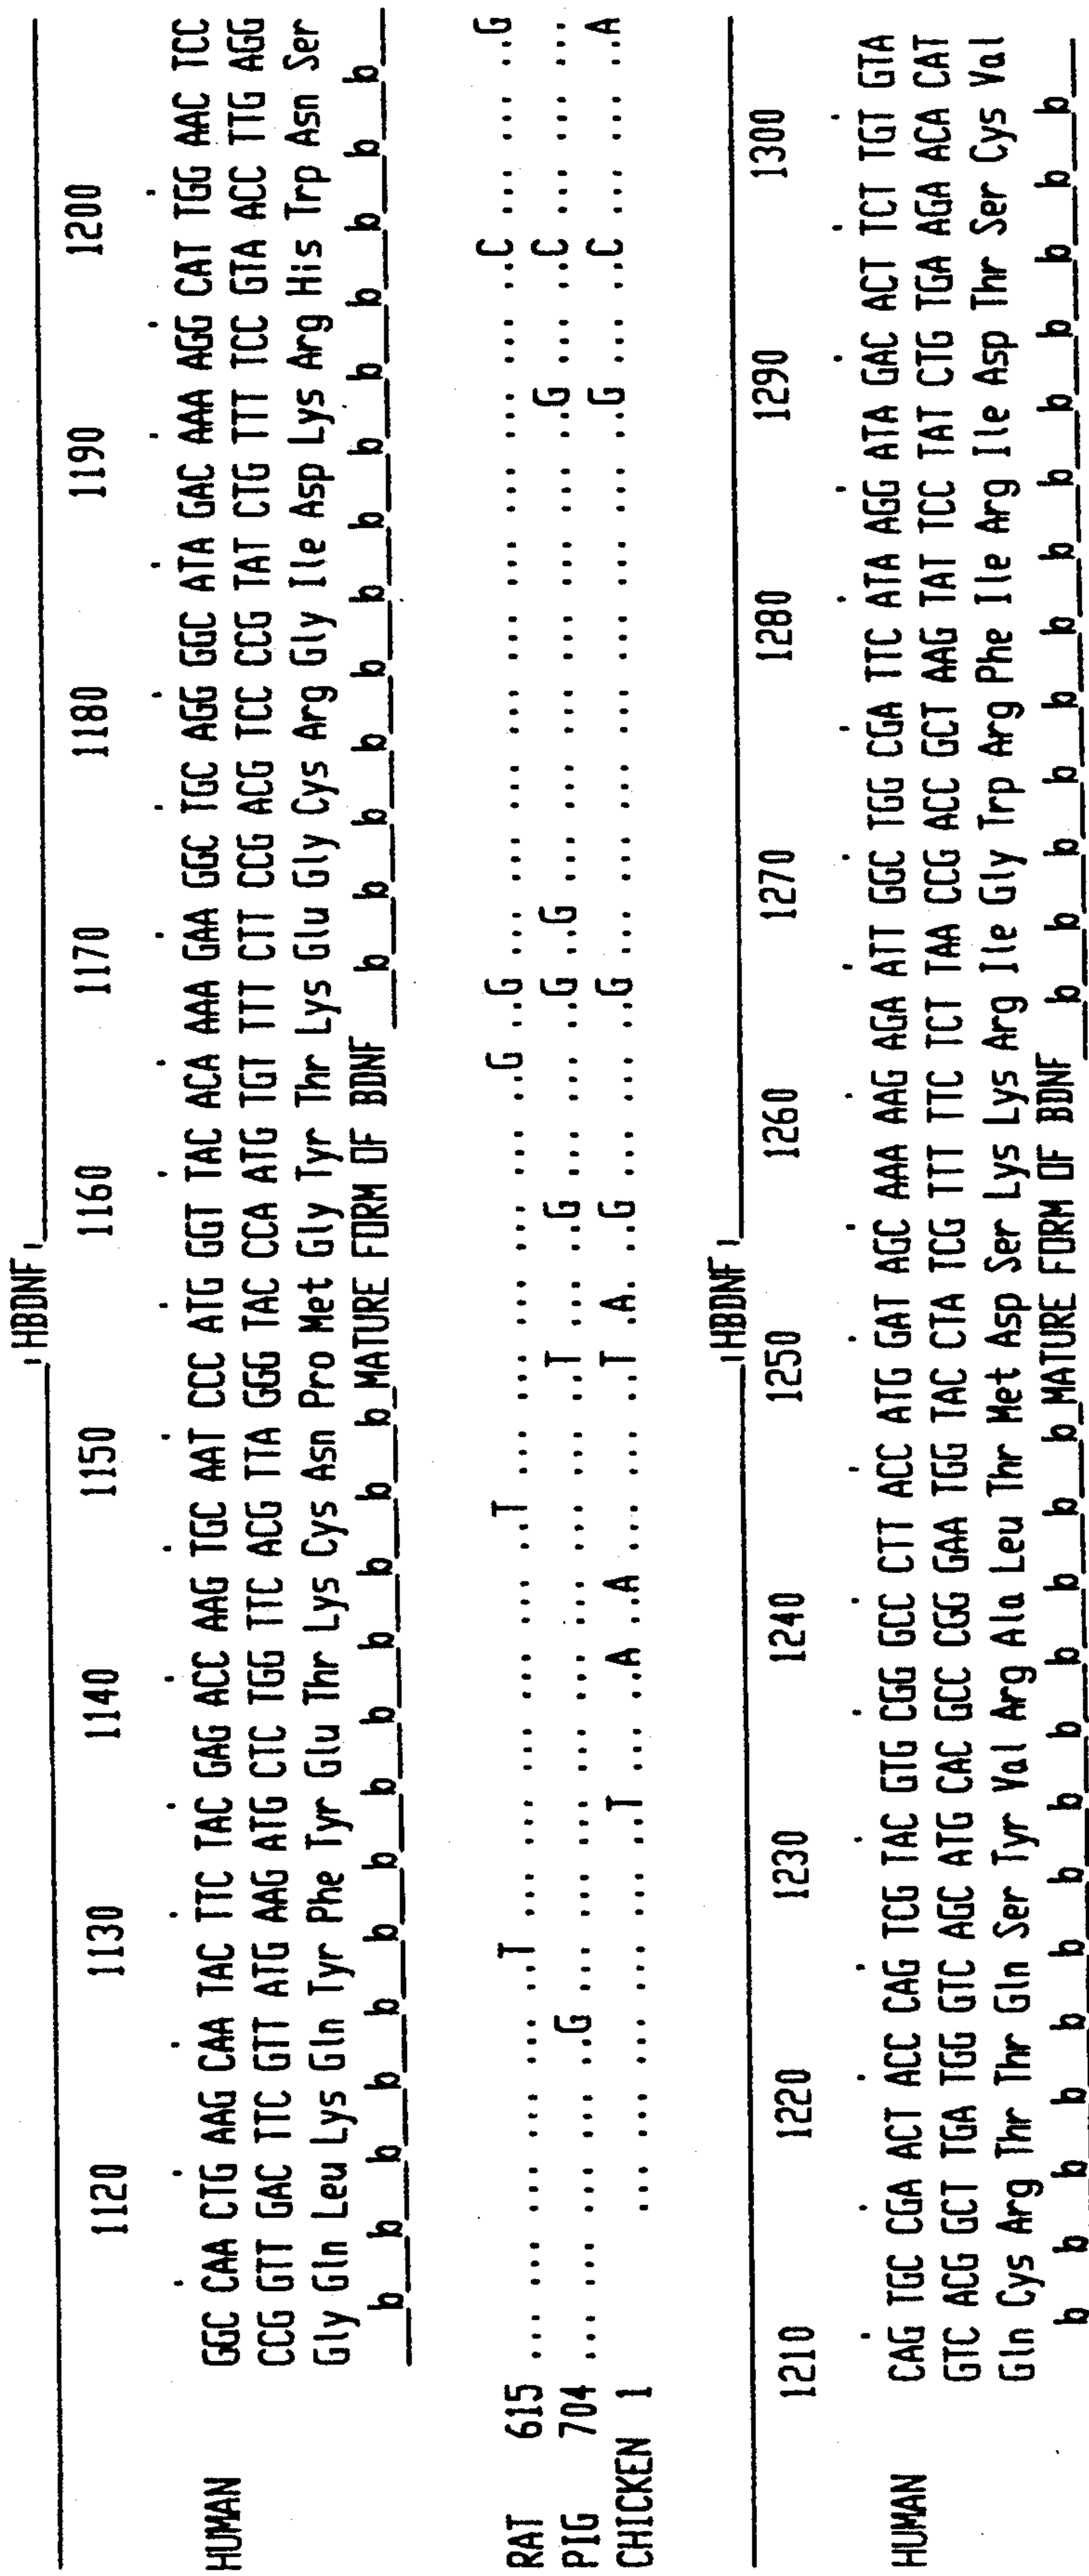 HBDNF
1120 1130 1140 1150 1160 1170 1180 1190 1200
HUMAN GGC CAA CTG AAG CAA TAC TTC TAC GAG ACC AAG TGC AAT CCC ATG GGT TAC ACA AAA GAA GGC TGC AGG GGC ATA GAC AAA AGG CAT TGG AAC TCC
CCG GTT GAC TTC GTT ATG AAG ATG CTC TGG TTC ACG TTA GGG TAC CCA ATG TGT TTT CTT CCG ACG TCC CCG TAT CTG TTT TCC GTA ACC TTG AGG
Gly Gln Leu Lys Gln Tyr Phe Tyr Glu Thr Lys Cys Asn Pro Met Gly Tyr Thr Lys Glu Gly Cys Arg Gly Ile Asp Lys Arg His Trp Asn Ser
__b__b__b__b__b__b__b__b__b__b_MATURE FORM OF BDNF __b__b__b__b__b__b__b__b__b__b__b__b__
RAT 615 ... ... ... ... ... ..T ... ... ... ... ... ..T ... ... ... ... ... ..G ..G ... ... ... ... ... ... ... ... ... ..C ... ... ..G
PIG 704 ... ... ... ... ..G ... ... ... ... ... ... ... ... ..T ... ..G ... ... ..G ..G ... ... ... ... ... ... ..G ... ..C ... ... ...
CHICKEN 1 ... ... ... ... ... ..T ... ..A ..A ... ... ..T .A. ..G ... ... ..G ... ... ... ... ... ... ... ..G ... ..C ... ... ..A
HBDNF
1210 1220 1230 1240 1250 1260 1270 1280 1290 1300
HUMAN CAG TGC CGA ACT ACC CAG TCG TAC GTG CGG GCC CTT ACC ATG GAT AGC AAA AAG AGA ATT GGC TGG CGA TTC ATA AGG ATA GAC ACT TCT TGT GTA
GTC ACG GCT TGA TGG GTC AGC ATG CAC GCC CGG GAA TGG TAC CTA TCG TTT TTC TCT TAA CCG ACC GCT AAG TAT TCC TAT CTG TGA AGA ACA CAT
Gln Cys Arg Thr Thr Gln Ser Tyr Val Arg Ala Leu Thr Met Asp Ser Lys Lys Arg Ile Gly Trp Arg Phe Ile Arg Ile Asp Thr Ser Cys Val
b__b__b__b__b__b__b__b__b__b_MATURE FORM OF BDNF __b__b__b__b__b__b__b__b__b__b__b__b__